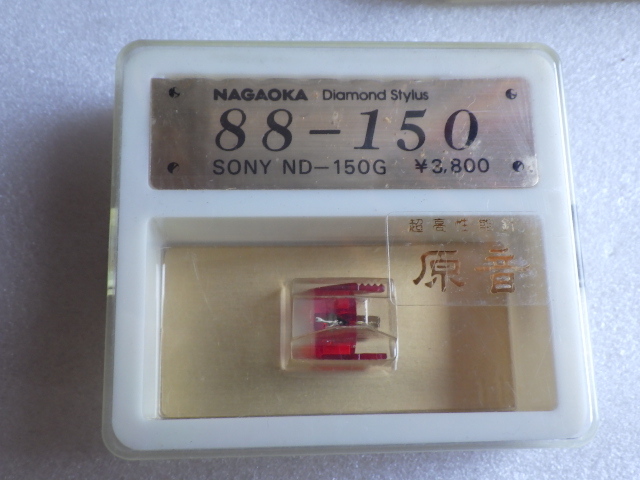 NAGAOKA Diamond Stylus
88-150
SONY ND-150G ¥3,800
原音